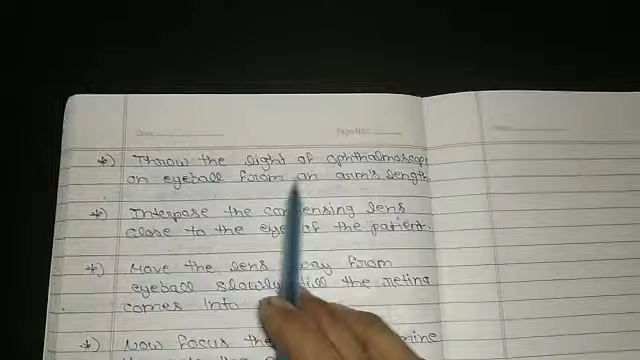 Date
Page No.
*) Throw the light of ophthalmoscope
on eyeball from an arm's length
*) Interpose the condensing lens
close to the eye of the patient.
*) Move the lens away from
eyeball slowly till the retina
comes into
*) Now focus the